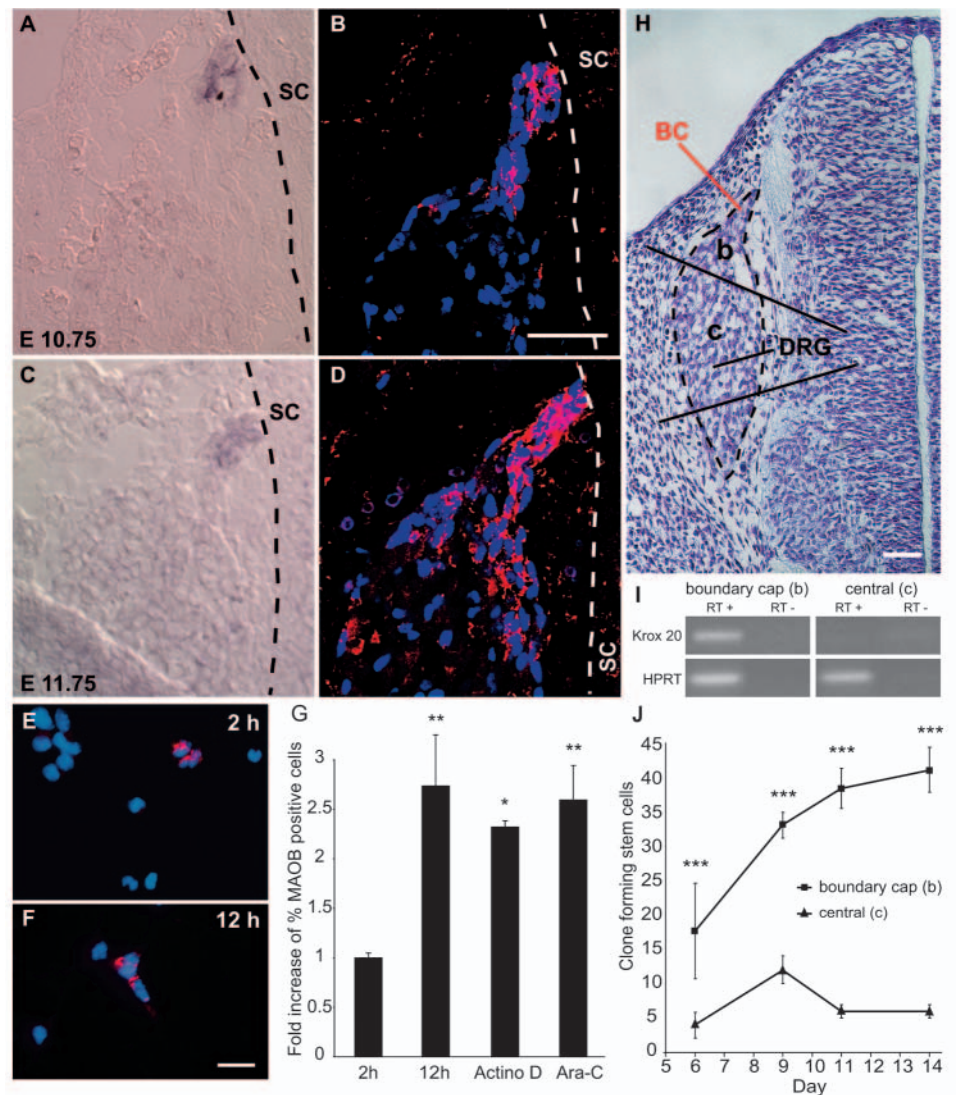 A
SC
E 10.75
B
SC
C
SC
E 11.75
D
SC
E
2 h
F
12 h
G
Fold increase of % MAOB positive cells
3
2.5
2
1.5
1
0.5
0
**
*
**
2h
12h
Actino D
Ara-C
H
BC
b
c
DRG
I
boundary cap (b)
central (c)
RT +
RT -
RT +
RT -
Krox 20
HPRT
J
Clone forming stem cells
45
40
35
30
25
20
15
10
5
0
***
***
***
***
boundary cap (b)
central (c)
5 6 7 8 9 10 11 12 13 14
Day